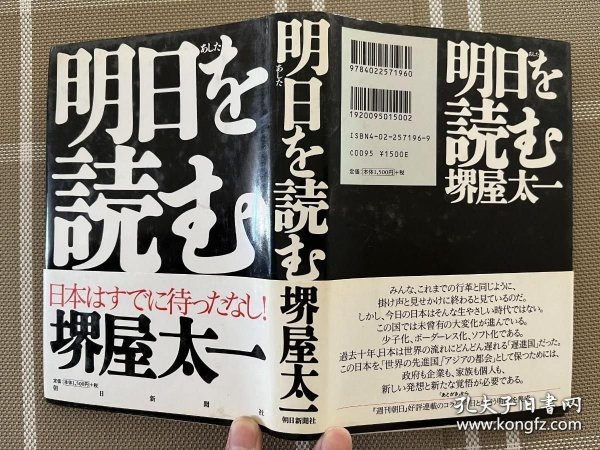 明日を
あした
読む
日本はすでに待ったなし!
堺屋太一
定価 本体1,500円+税
朝日新聞社
明日を読む
あした
堺屋太一
朝日新聞社
9784022571960
1920095015002
ISBN4-02-257196-9
C0095 ¥1500E
定価 本体1,500円+税
明日を
あした
読む
堺屋太一
みんな、これまでの行革と同じように、
掛け声と見せかけに終わると見ているのだ。
しかし、今日の日本はそんな生やさしい時代ではない。
この国では未曾有の大変化が進んでいる。
少子化、ボーダーレス化、ソフト化である。
過去十年、日本は世界の流れにどんどん遅れる「遅進国」だった。
この日本を、「世界の先進国」「アジアの都会」として保つためには、
政府も企業も、家族も個人も、
新しい発想と新たな覚悟が必要である。
「あとがき」から
『週刊朝日』好評連載のコラ
孔夫子旧书网
kongfz.com